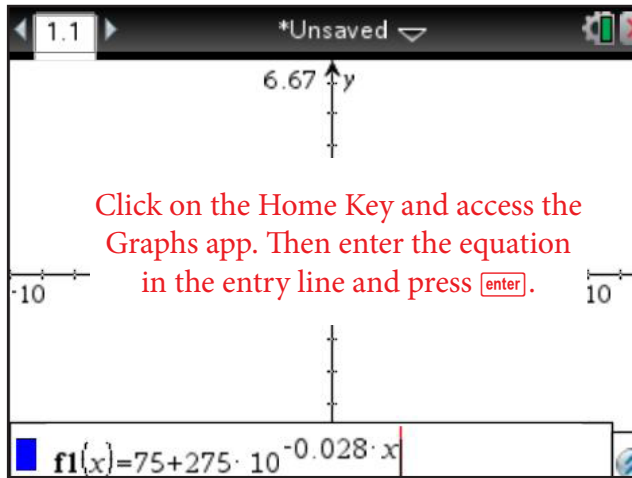 1.1 *Unsaved
6.67 y
Click on the Home Key and access the
Graphs app. Then enter the equation
in the entry line and press enter.
-10 10
f1(x)=75+275· 10^-0.028· x